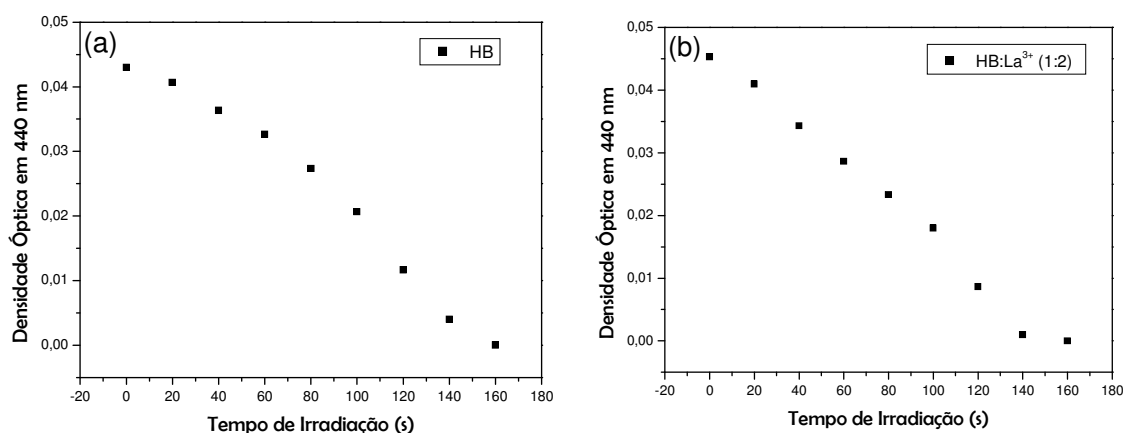 (a)
HB
Densidade Óptica em 440 nm
0,05
0,04
0,03
0,02
0,01
0,00
-20 0 20 40 60 80 100 120 140 160 180
Tempo de Irradiação (s)
(b)
HB:La³⁺ (1:2)
Densidade Óptica em 440 nm
0,05
0,04
0,03
0,02
0,01
0,00
-20 0 20 40 60 80 100 120 140 160 180
Tempo de Irradiação (s)